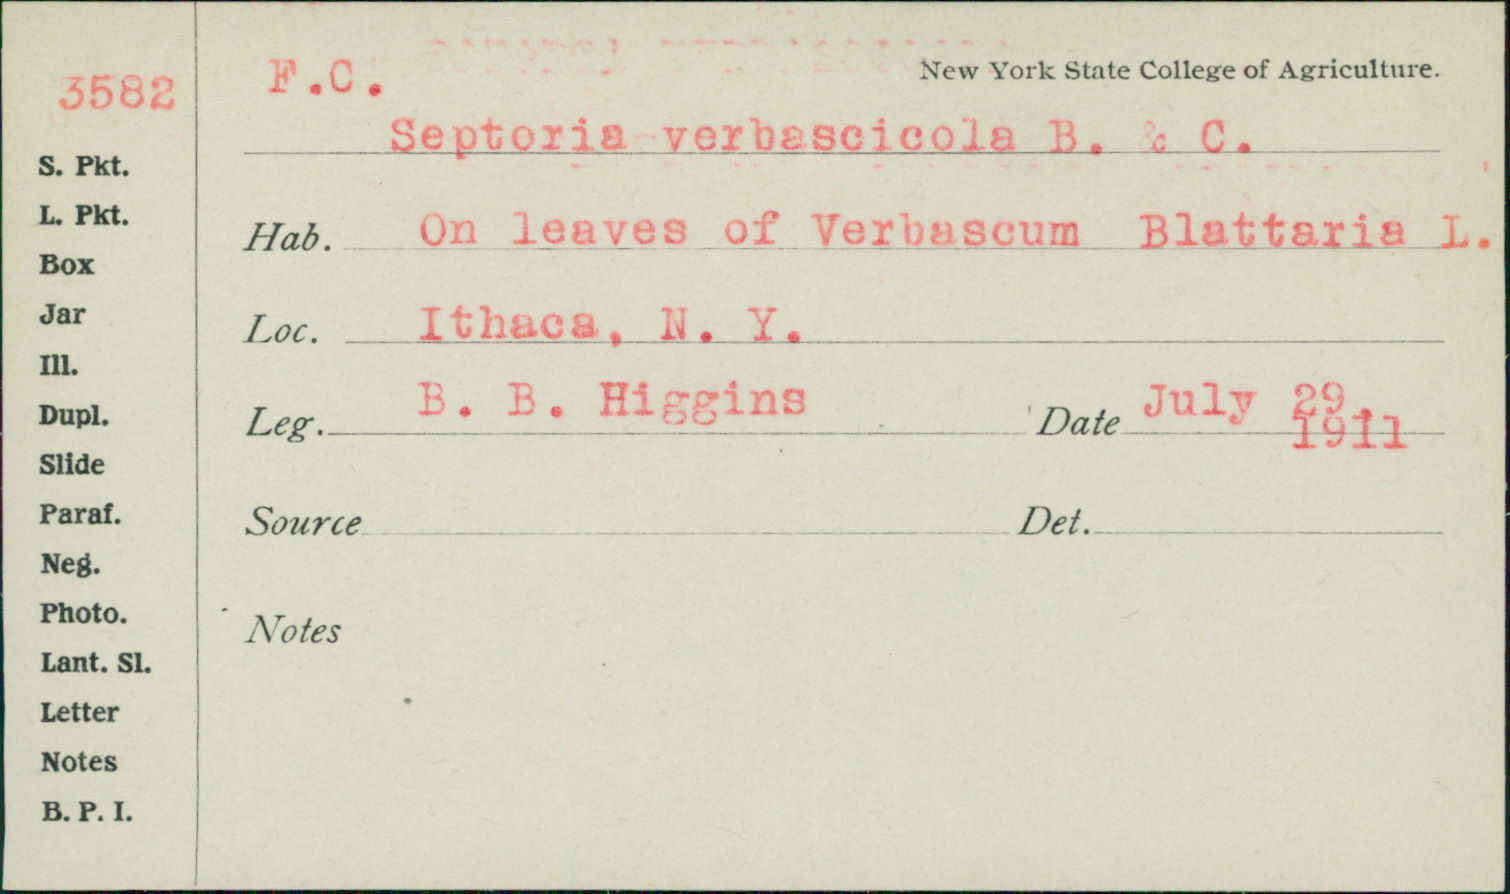 3582
S. Pkt.
L. Pkt.
Box
Jar
Ill.
Dupl.
Slide
Paraf.
Neg.
Photo.
Lant. Sl.
Letter
Notes
B. P. I.
F.C.
New York State College of Agriculture.
Septoria verbascicola B. & C.
Hab. On leaves of Verbascum Blattaria L.
Loc. Ithaca, N. Y.
Leg. B. B. Higgins Date July 29,
1911
Source Det.
Notes